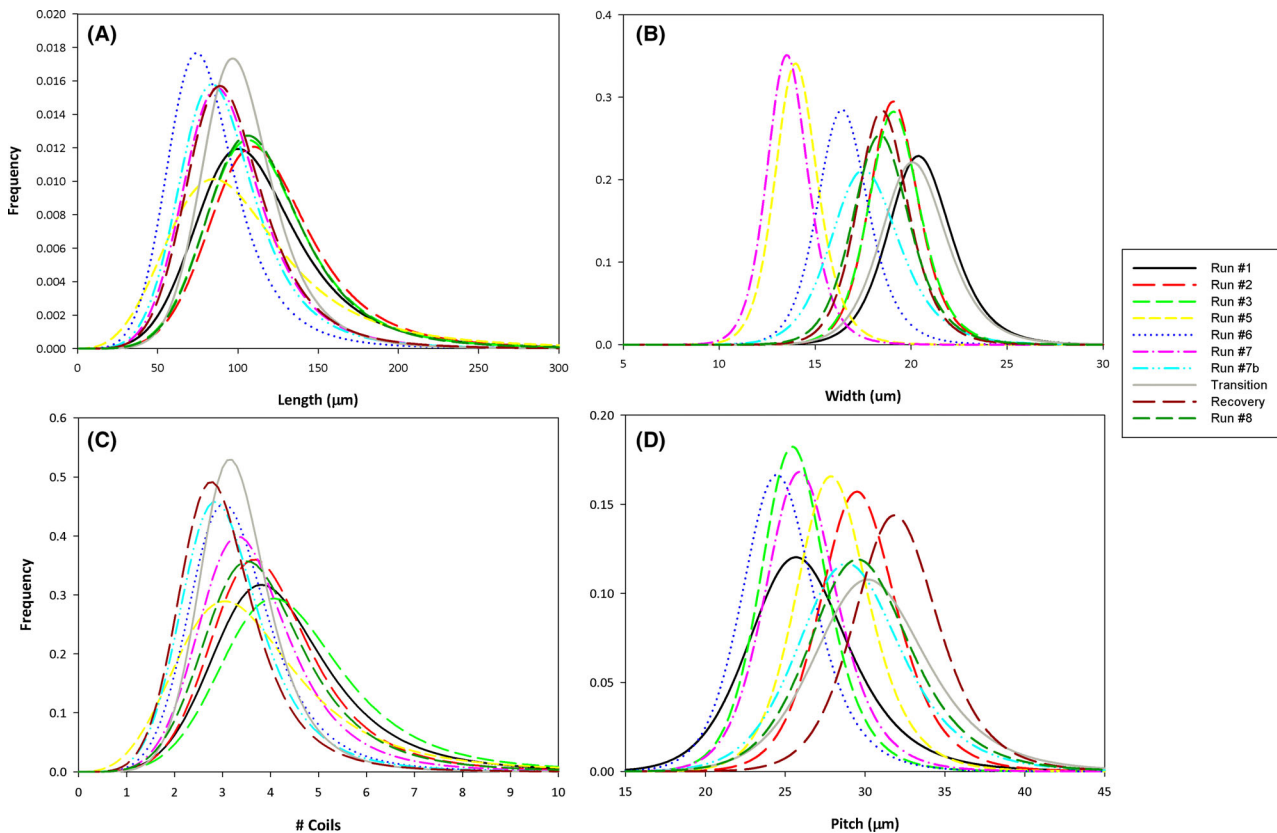 (A)
Frequency
0.020
0.018
0.016
0.014
0.012
0.010
0.008
0.006
0.004
0.002
0.000
0 50 100 150 200 250 300
Length (µm)
(B)
0.4
0.3
0.2
0.1
0.0
5 10 15 20 25 30
Width (um)
(C)
Frequency
0.6
0.5
0.4
0.3
0.2
0.1
0.0
0 1 2 3 4 5 6 7 8 9 10
# Coils
(D)
0.20
0.15
0.10
0.05
0.00
15 20 25 30 35 40 45
Pitch (µm)
Run #1
Run #2
Run #3
Run #5
Run #6
Run #7
Run #7b
Transition
Recovery
Run #8